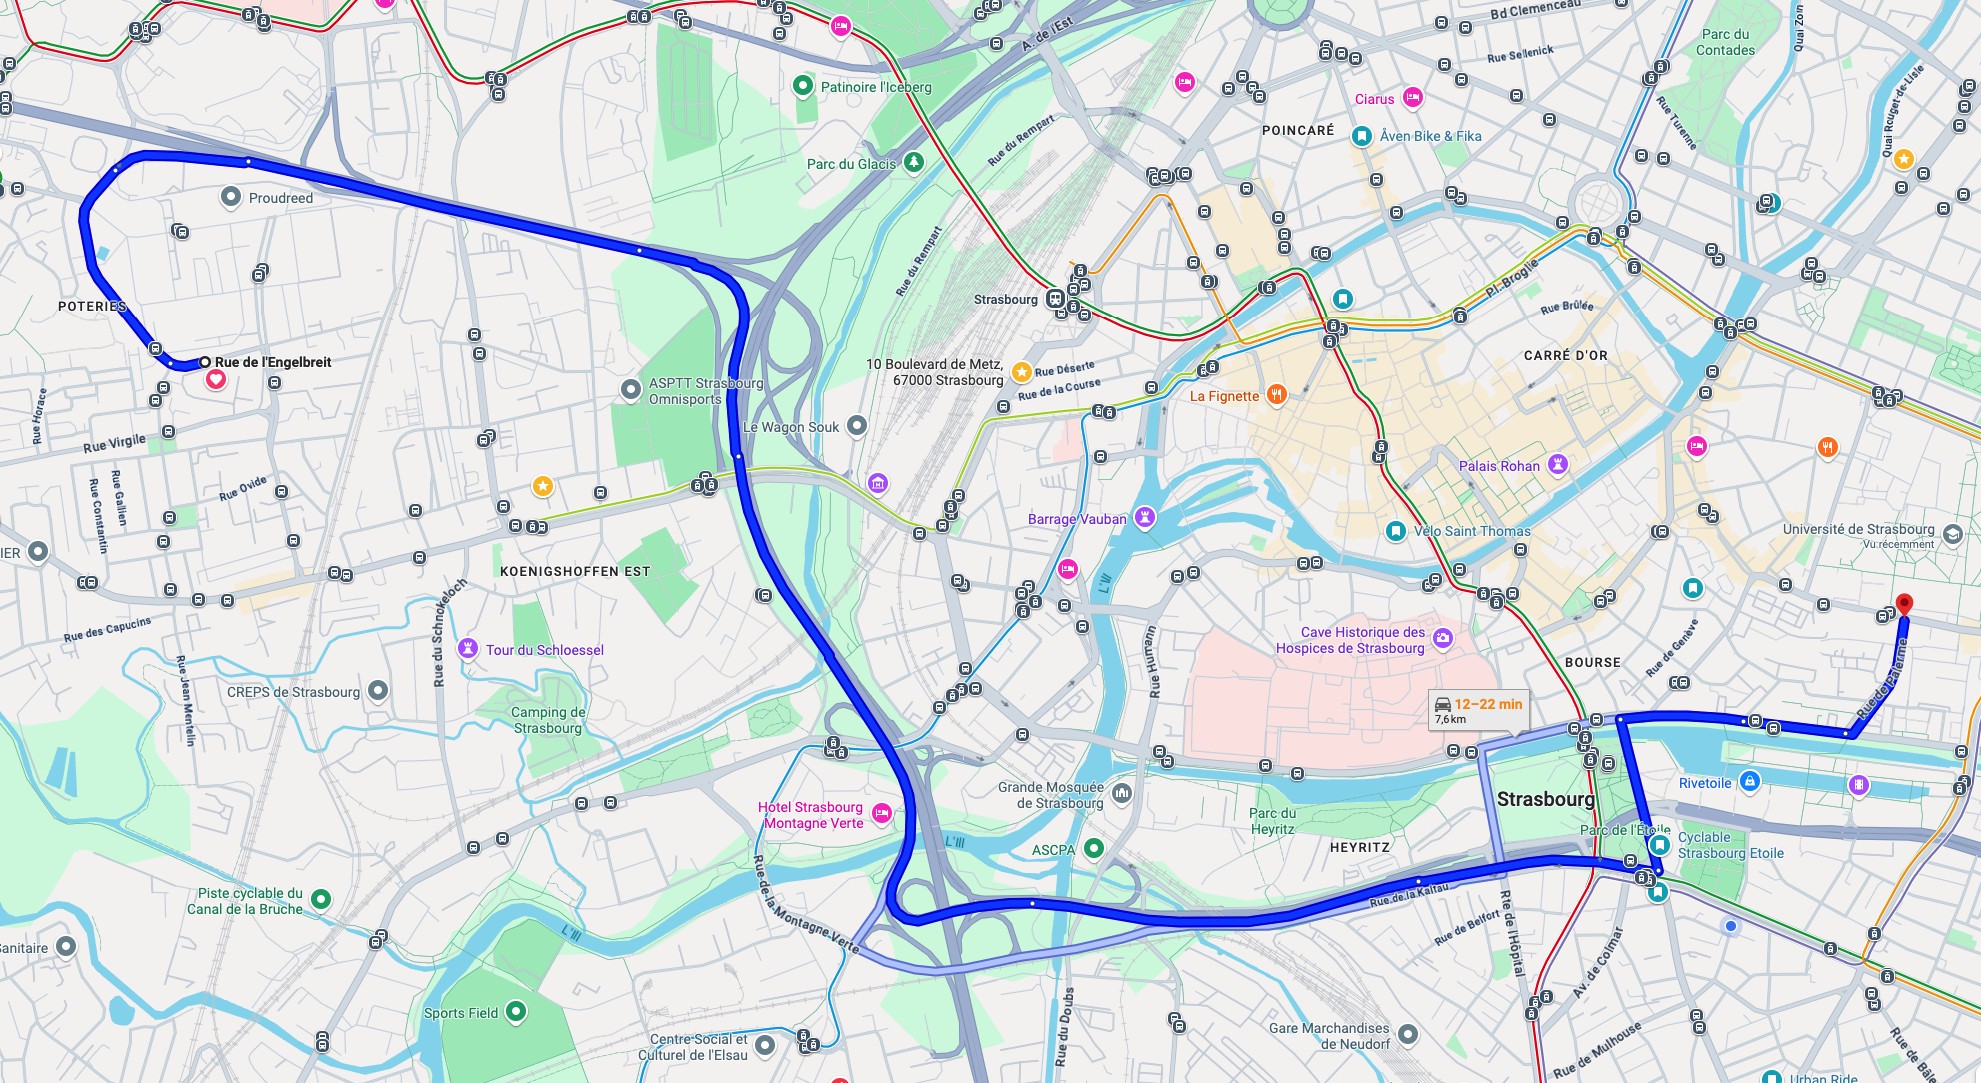 Bd Clemenceau
A. de l'Est
Quai Zorn
Parc du
Contades
Rue Sellenick
Quai Rouget-de-Lisle
Patinoire l'Iceberg
Ciarus
Rue Turenne
POINCARÉ
Åven Bike & Fika
Rue du Rempart
Parc du Glacis
Proudreed
Rue du Rempart
Strasbourg
Pl. Broglie
Rue Brûlée
POTERIES
Rue de l'Engelbreit
CARRÉ D'OR
10 Boulevard de Metz,
67000 Strasbourg
Rue Déserte
Rue de la Course
ASPTT Strasbourg
Omnisports
La Fignette
Rue Horace
Le Wagon Souk
Rue Virgile
Palais Rohan
Rue Ovide
Rue Gallien
Rue Constantin
Barrage Vauban
Vélo Saint Thomas
Université de Strasbourg
Vu récemment
IER
KOENIGSHOFFEN EST
L'Ill
Rue du Schnokeloch
Rue des Capucins
Rue Humann
Cave Historique des
Hospices de Strasbourg
Rue de Genève
BOURSE
Tour du Schloessel
Rue de Palerme
Rue Jean Mentelin
CREPS de Strasbourg
12–22 min
7,6 km
Camping de
Strasbourg
Rivetoile
Grande Mosquée
de Strasbourg
Strasbourg
Hotel Strasbourg
Montagne Verte
Parc du
Heyritz
Parc de l'Étoile
Cyclable
Strasbourg Etoile
L'Ill
ASCPA
HEYRITZ
Rue de la Montagne Verte
Piste cyclable du
Canal de la Bruche
Rue de la Kaltau
Rte de l'Hôpital
Rue de Belfort
L'Ill
Sanitaire
Av. de Colmar
Sports Field
Rue du Doubs
Centre Social et
Culturel de l'Elsau
Gare Marchandises
de Neudorf
Rue de Mulhouse
Rue de Bâle
Urban Ride